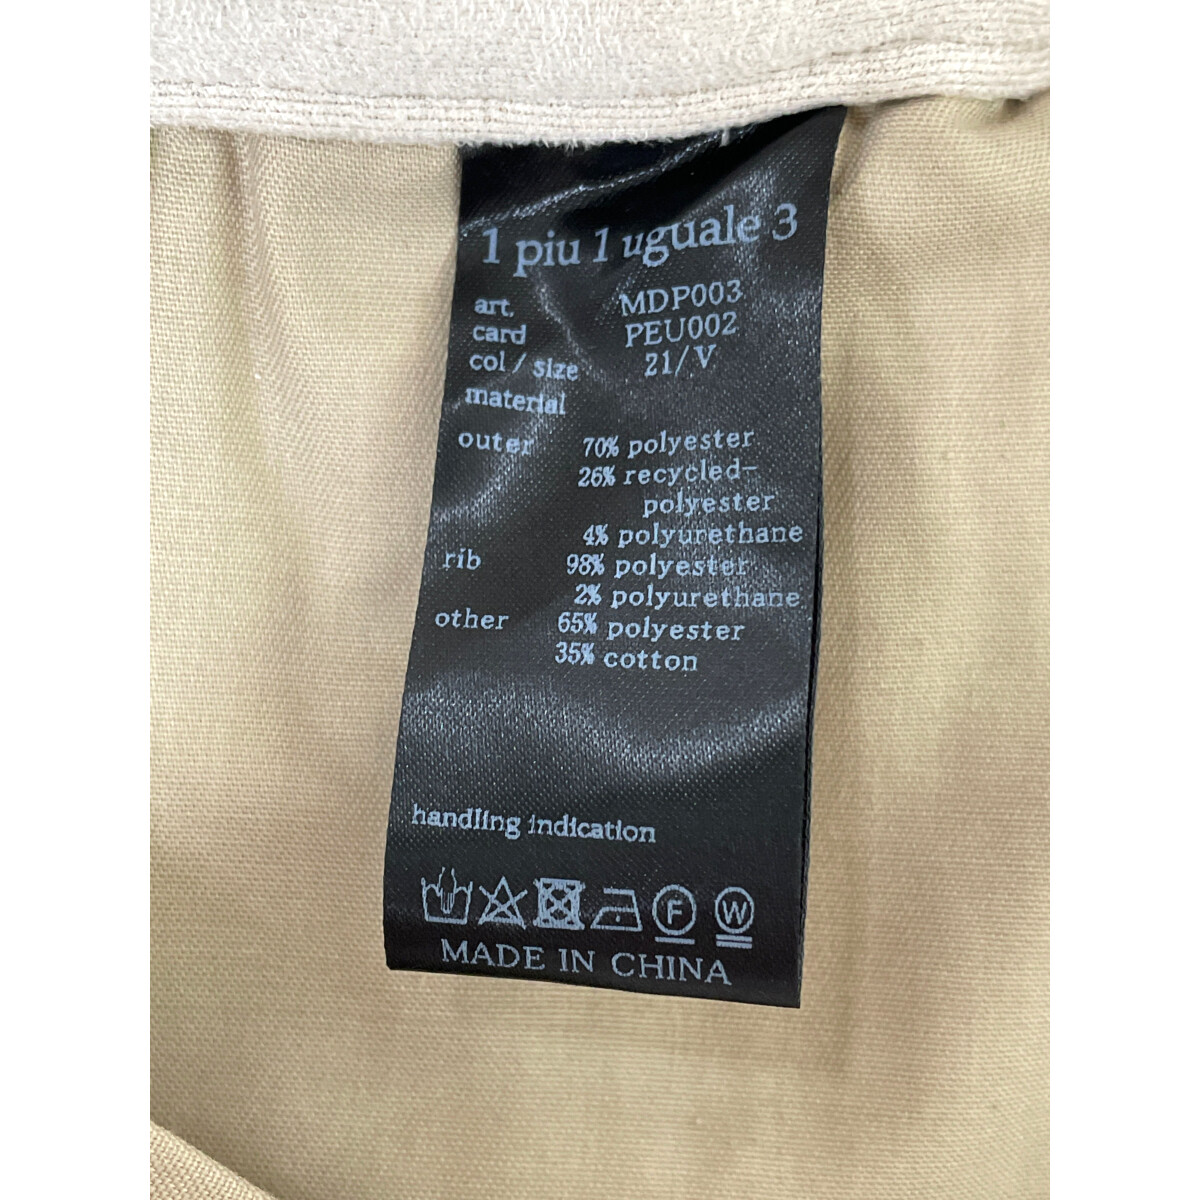 1 piu 1 uguale 3
art. MDP003
card PEU002
col / size 21/V
material
outer 70% polyester
26% recycled-
polyester
4% polyurethane
rib 98% polyester
2% polyurethane
other 65% polyester
35% cotton
handling indication
F W
MADE IN CHINA